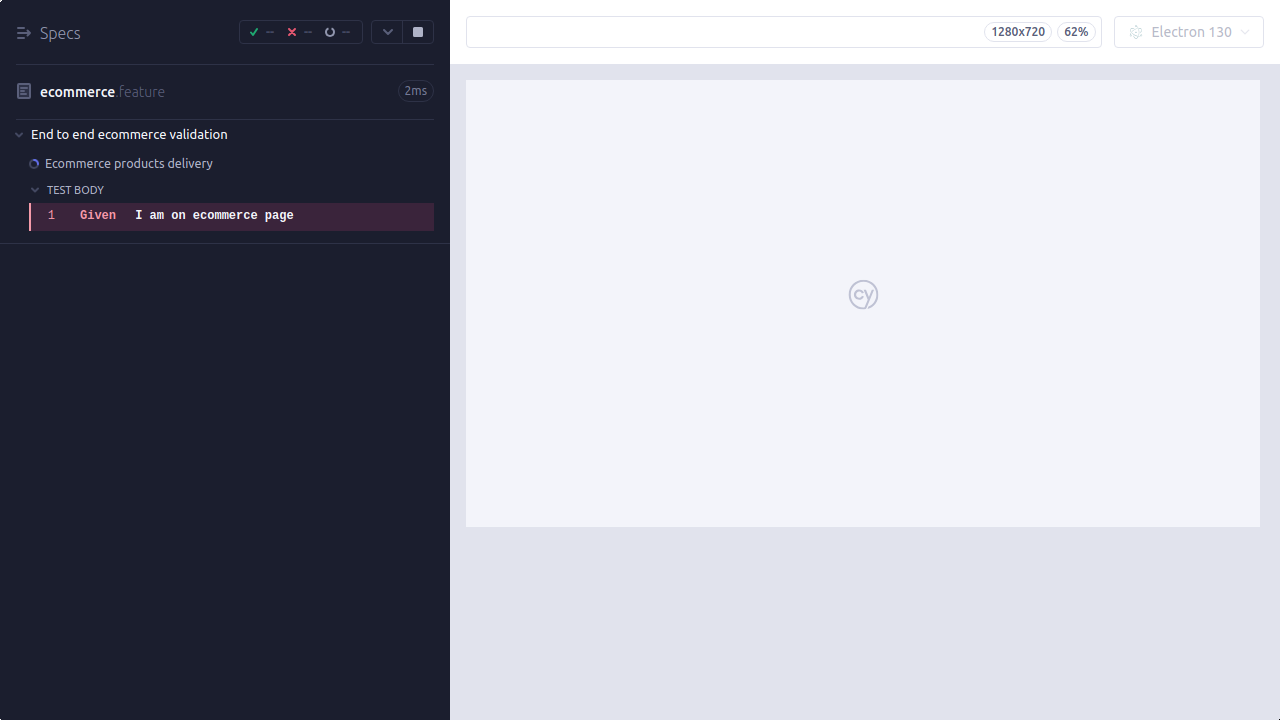 Specs
-- -- --
1280x720 62% Electron 130
ecommerce.feature 2ms
End to end ecommerce validation
Ecommerce products delivery
TEST BODY
1 Given I am on ecommerce page
cy